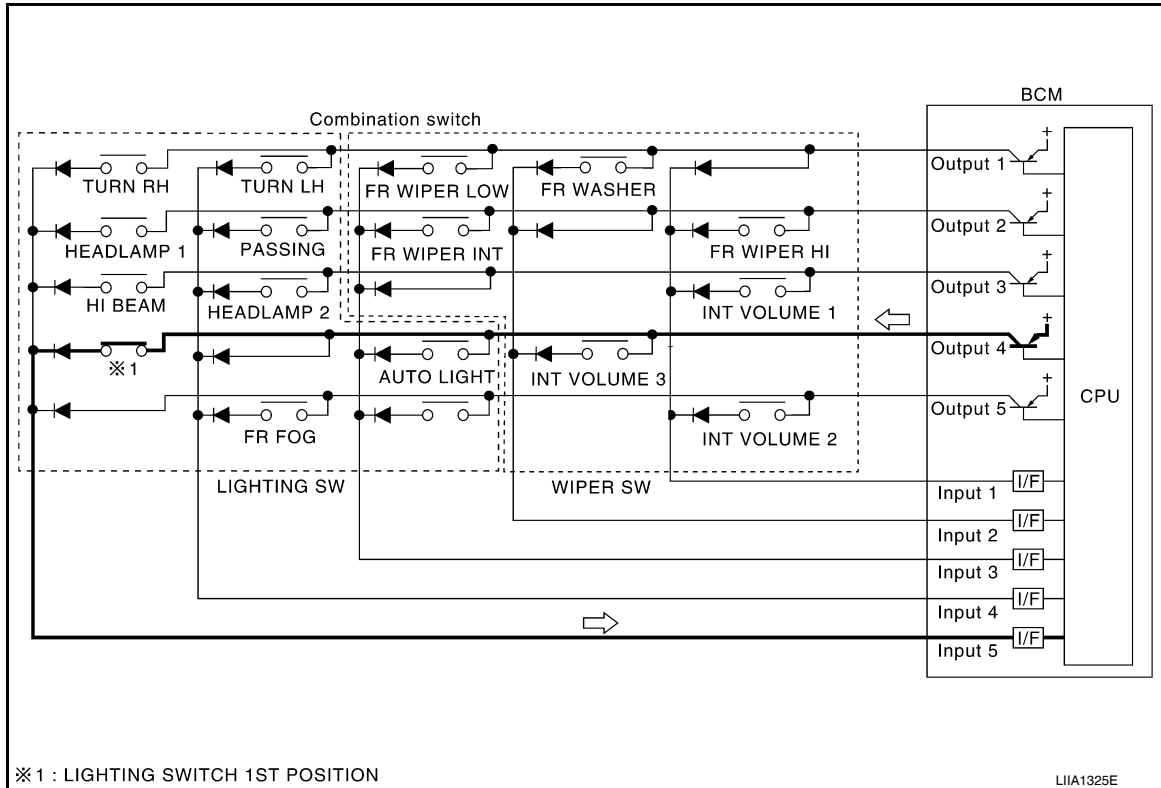 BCM
Combination switch
Output 1
TURN RH
TURN LH
FR WIPER LOW
FR WASHER
Output 2
HEADLAMP 1
PASSING
FR WIPER INT
FR WIPER HI
Output 3
HI BEAM
HEADLAMP 2
INT VOLUME 1
Output 4
※1
AUTO LIGHT
INT VOLUME 3
CPU
Output 5
FR FOG
INT VOLUME 2
LIGHTING SW
WIPER SW
Input 1
I/F
Input 2
I/F
Input 3
I/F
Input 4
I/F
Input 5
I/F
+
+
+
+
+
※1 : LIGHTING SWITCH 1ST POSITION
LIIA1325E